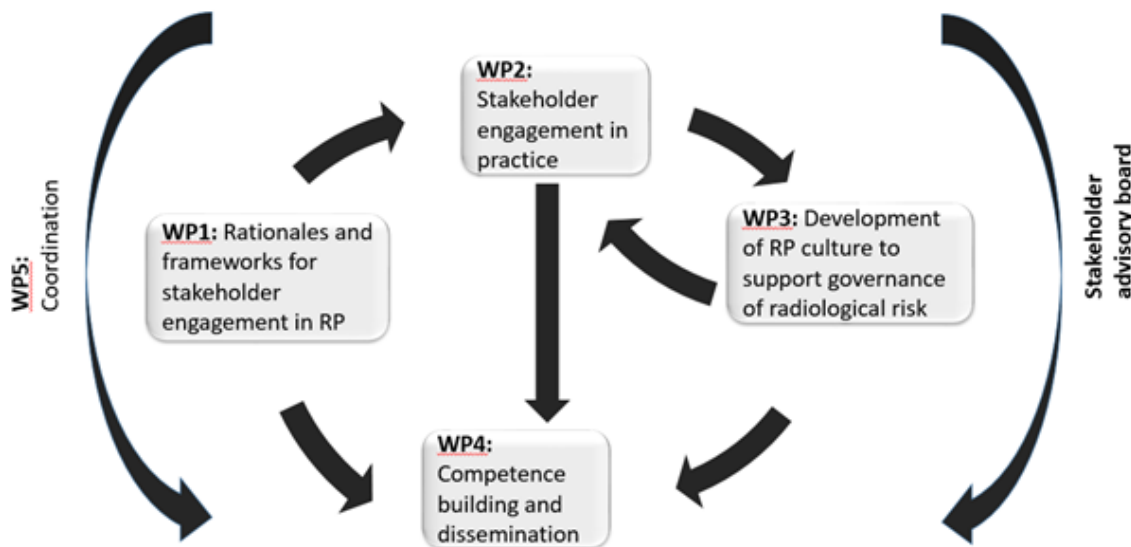 WP5:
Coordination
WP2:
Stakeholder
engagement in
practice
WP1: Rationales and
frameworks for
stakeholder
engagement in RP
WP3: Development
of RP culture to
support governance
of radiological risk
WP4:
Competence
building and
dissemination
Stakeholder
advisory board